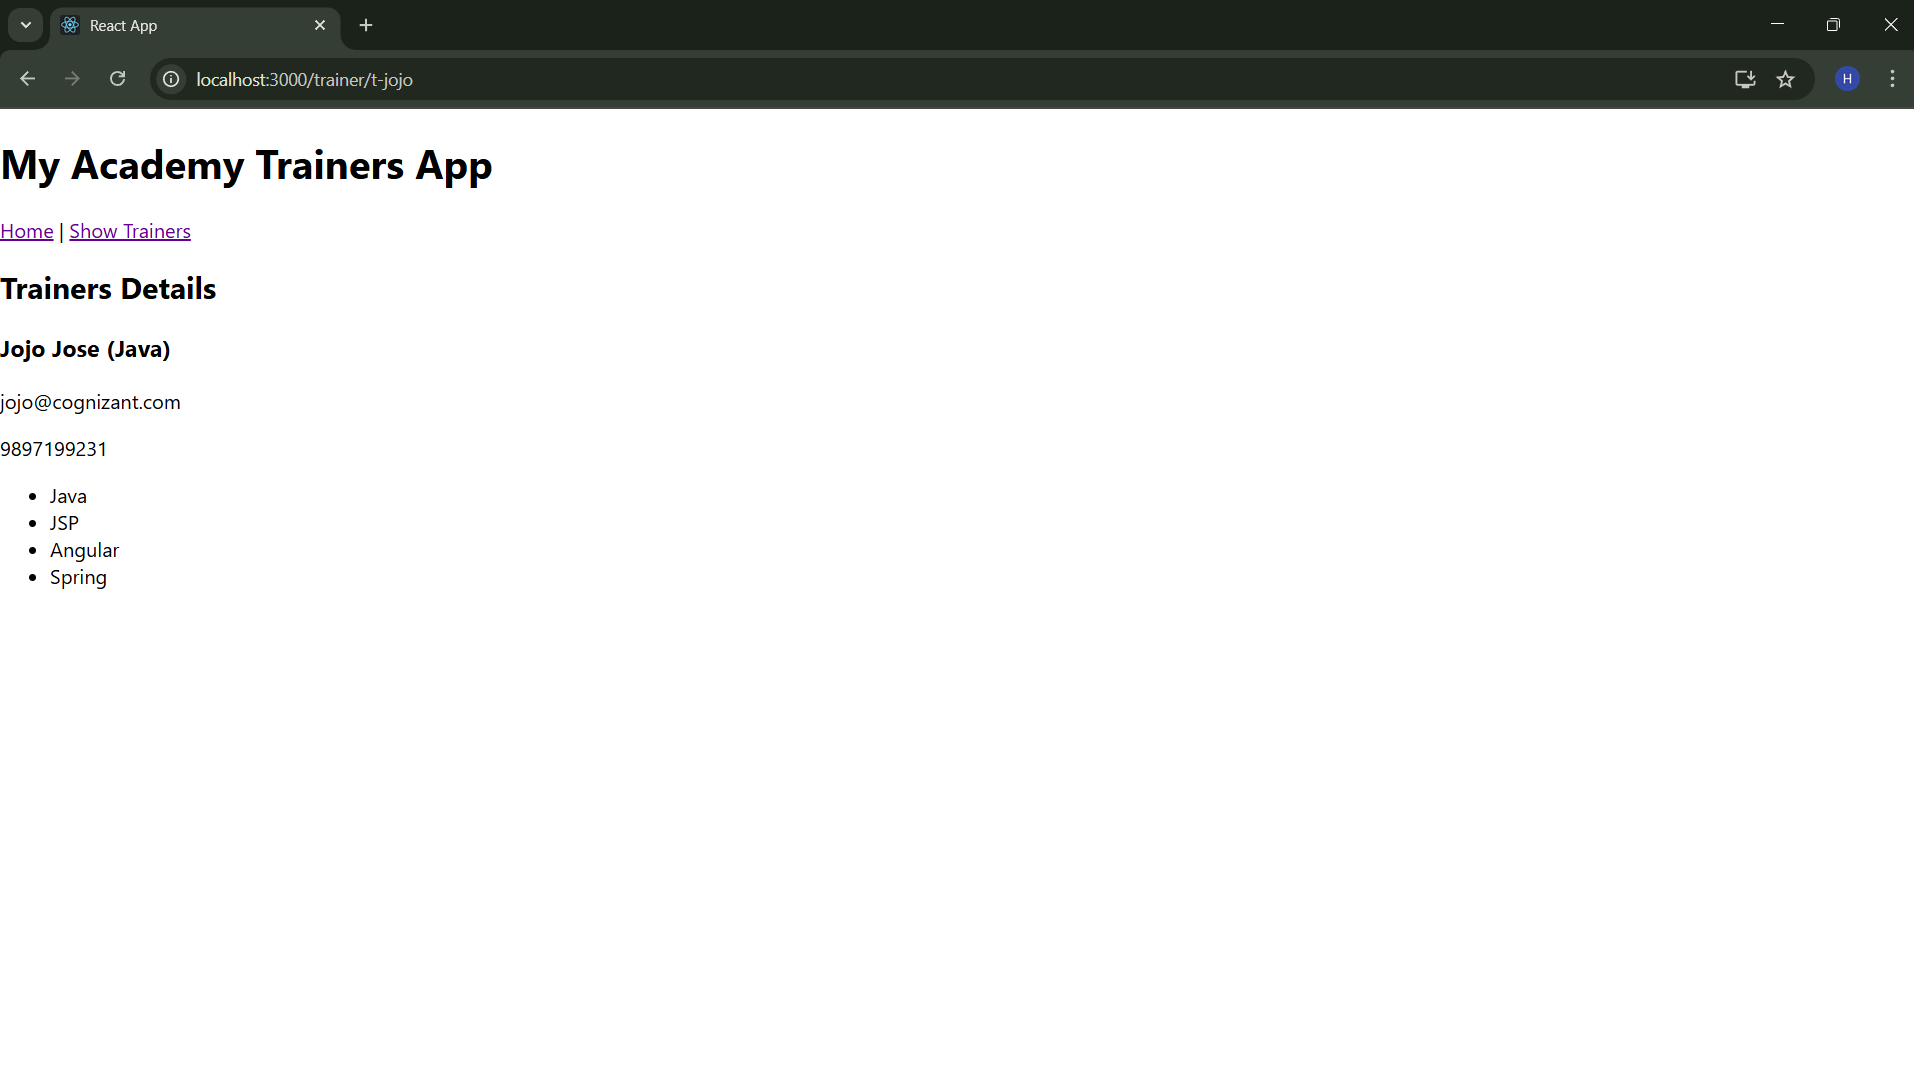 React App
localhost:3000/trainer/t-jojo
H
My Academy Trainers App
Home | Show Trainers
Trainers Details
Jojo Jose (Java)
jojo@cognizant.com
9897199231
Java
JSP
Angular
Spring